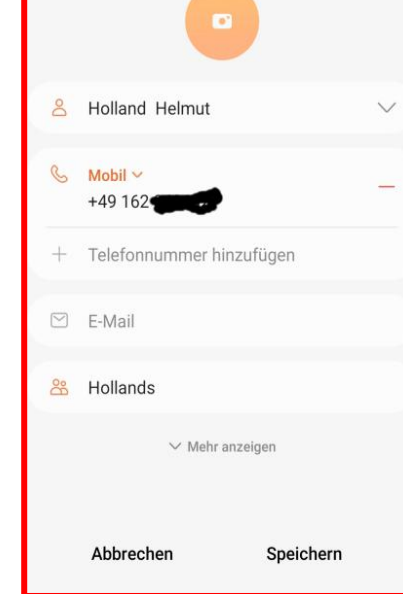 Holland Helmut
Mobil
+49 162
Telefonnummer hinzufügen
E-Mail
Hollands
Mehr anzeigen
Abbrechen Speichern